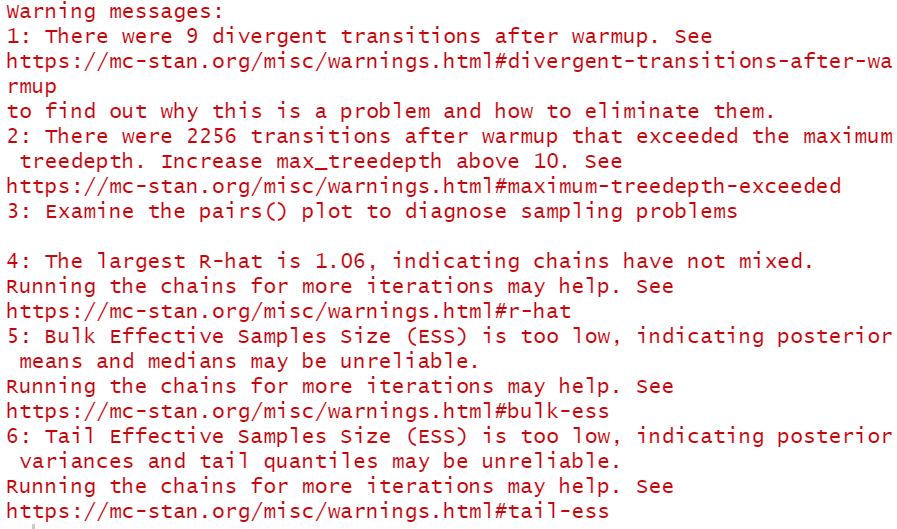 Warning messages:
1: There were 9 divergent transitions after warmup. See
https://mc-stan.org/misc/warnings.html#divergent-transitions-after-wa
rmup
to find out why this is a problem and how to eliminate them.
2: There were 2256 transitions after warmup that exceeded the maximum
 treedepth. Increase max_treedepth above 10. See
https://mc-stan.org/misc/warnings.html#maximum-treedepth-exceeded
3: Examine the pairs() plot to diagnose sampling problems

4: The largest R-hat is 1.06, indicating chains have not mixed.
Running the chains for more iterations may help. See
https://mc-stan.org/misc/warnings.html#r-hat
5: Bulk Effective Samples Size (ESS) is too low, indicating posterior
 means and medians may be unreliable.
Running the chains for more iterations may help. See
https://mc-stan.org/misc/warnings.html#bulk-ess
6: Tail Effective Samples Size (ESS) is too low, indicating posterior
 variances and tail quantiles may be unreliable.
Running the chains for more iterations may help. See
https://mc-stan.org/misc/warnings.html#tail-ess